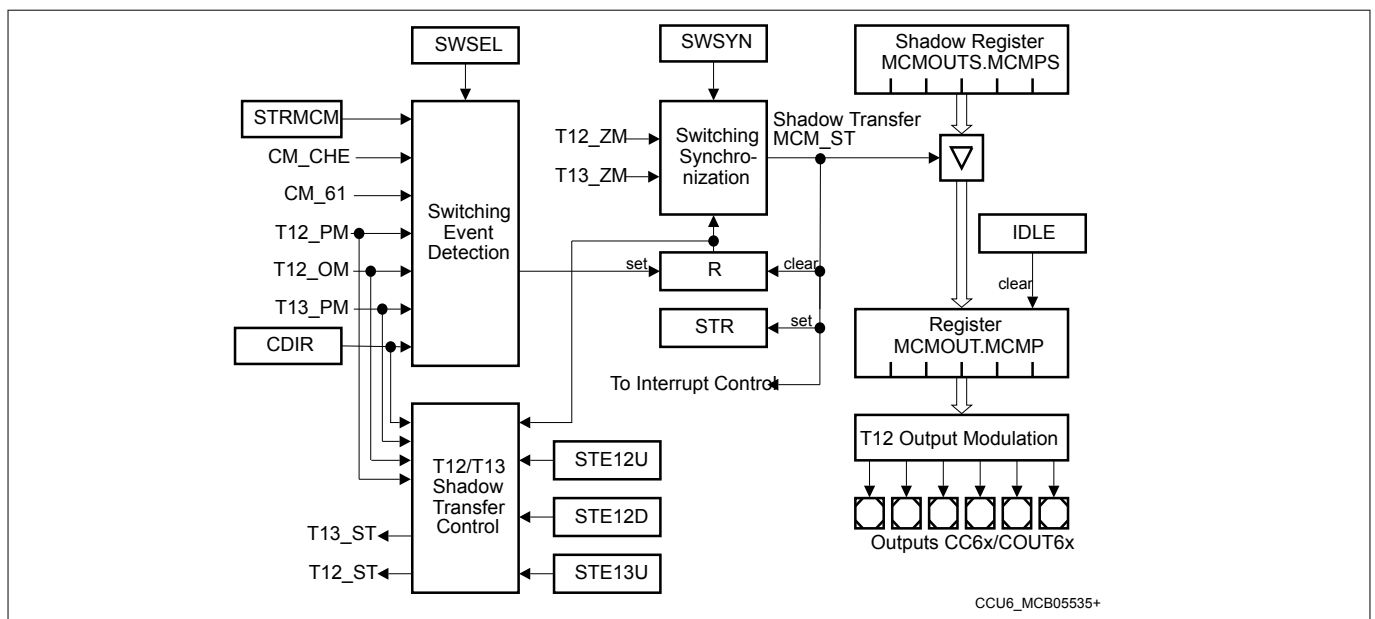 SWSEL
SWSYN
Shadow Register
MCMOUTS.MCMPS
STRMCM
CM_CHE
CM_61
T12_PM
T12_OM
T13_PM
CDIR
Switching
Event
Detection
T12_ZM
T13_ZM
Switching
Synchro-
nization
Shadow Transfer
MCM_ST
IDLE
clear
set
R
clear
STR
set
To Interrupt Control
Register
MCMOUT.MCMP
T12 Output Modulation
Outputs CC6x/COUT6x
T12/T13
Shadow
Transfer
Control
STE12U
STE12D
STE13U
T13_ST
T12_ST
CCU6_MCB05535+